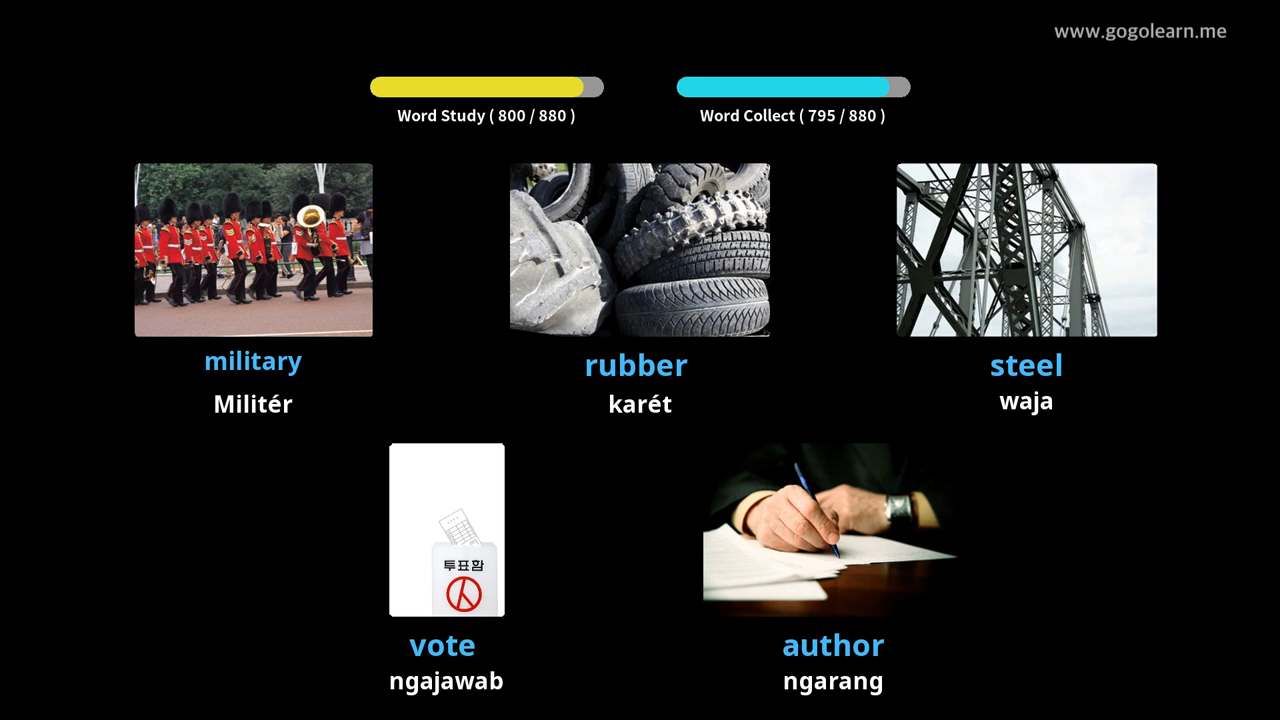 www.gogolearn.me
Word Study ( 800 / 880 )
Word Collect ( 795 / 880 )
military
Militér
rubber
karét
steel
waja
투표함
vote
ngajawab
author
ngarang